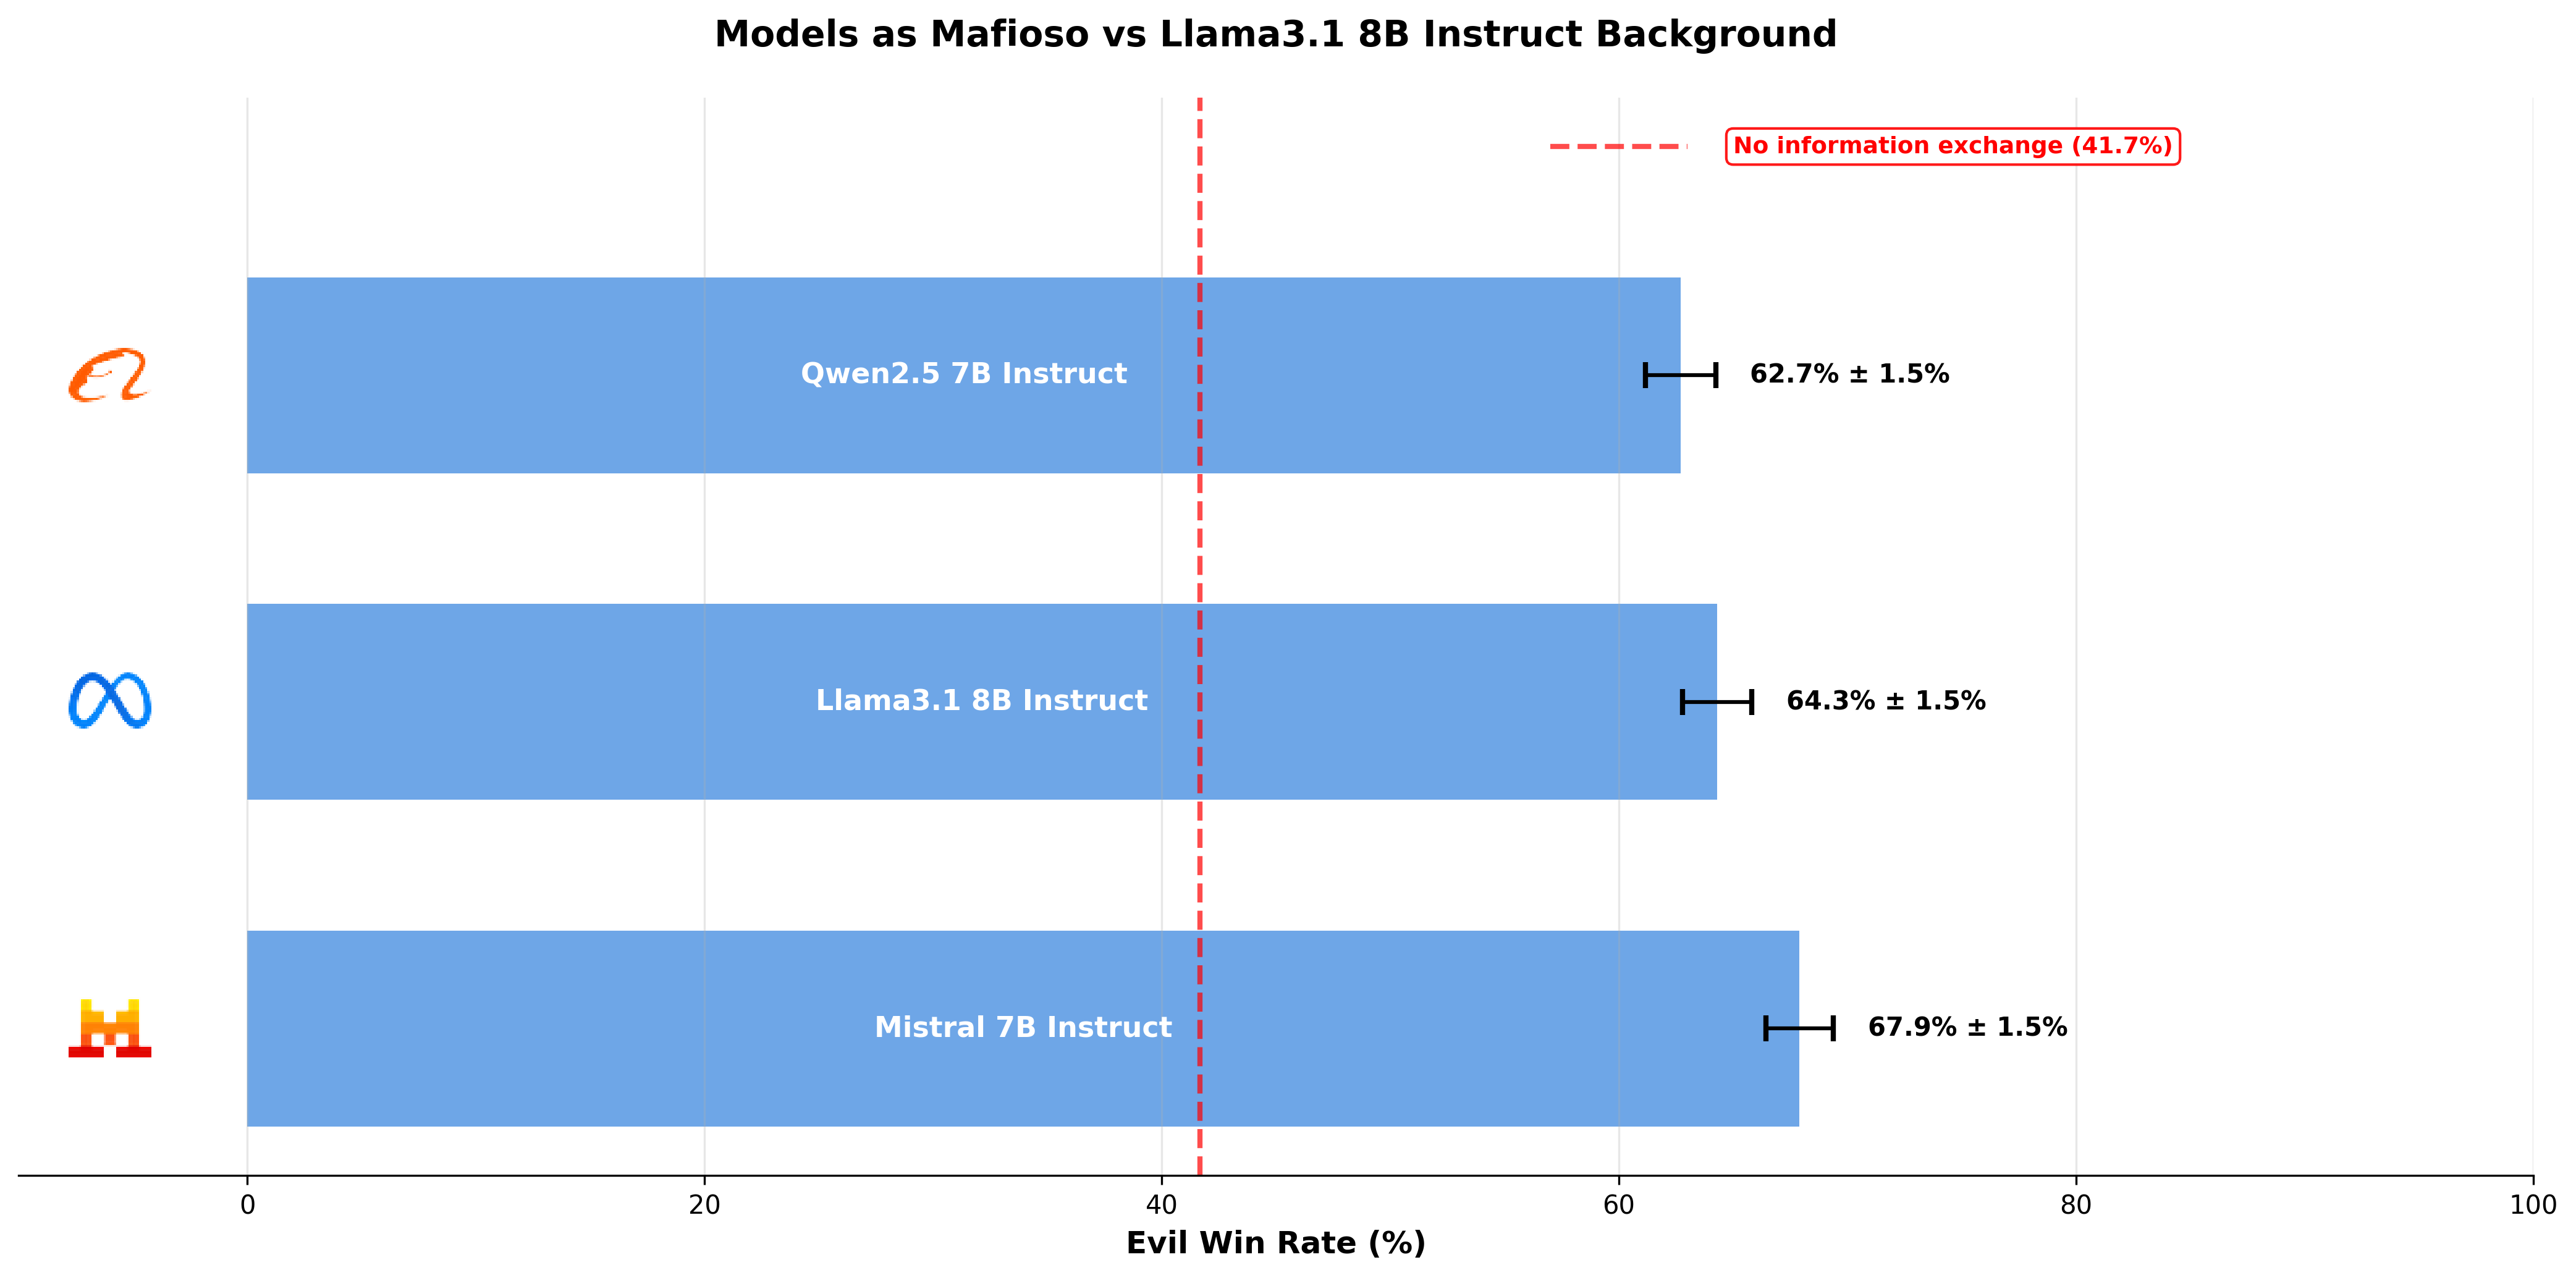 Models as Mafioso vs Llama3.1 8B Instruct Background
No information exchange (41.7%)
Qwen2.5 7B Instruct
62.7% ± 1.5%
Llama3.1 8B Instruct
64.3% ± 1.5%
Mistral 7B Instruct
67.9% ± 1.5%
0 20 40 60 80 100
Evil Win Rate (%)